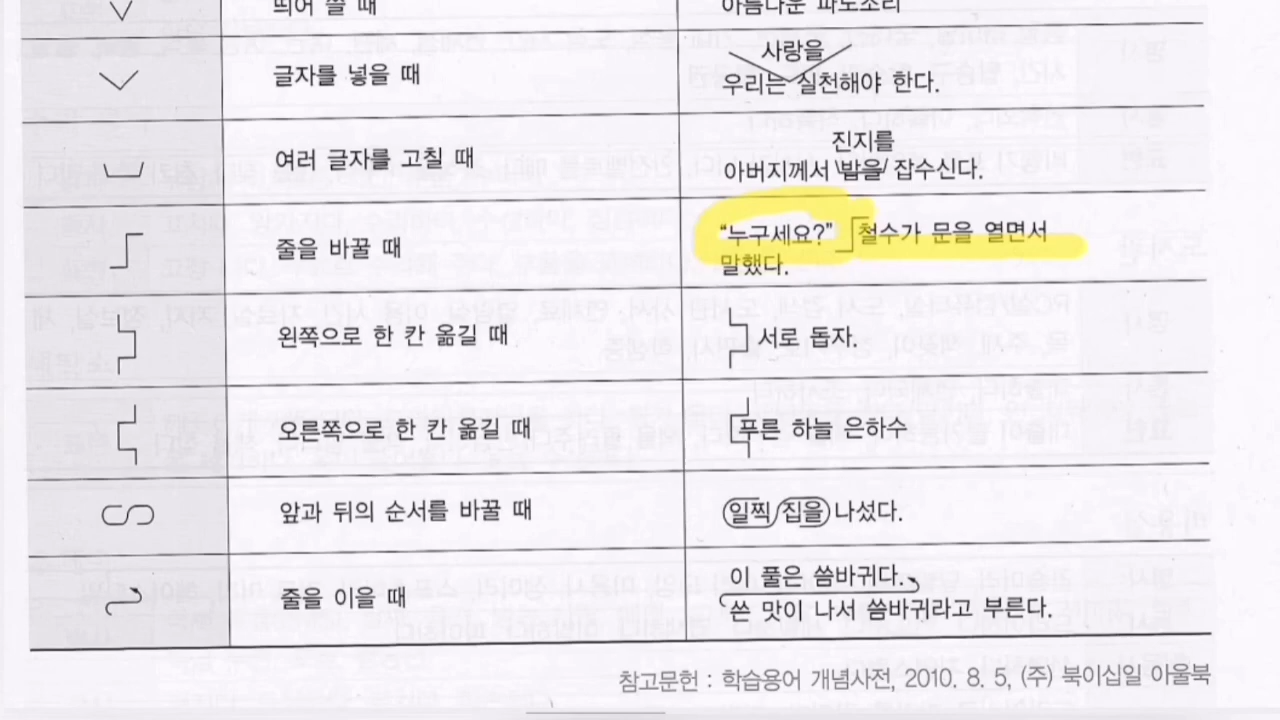 띄어 쓸 때
아름다운 파도소리
글자를 넣을 때
사랑을
우리는 실천해야 한다.
여러 글자를 고칠 때
진지를
아버지께서 밥을 잡수신다.
줄을 바꿀 때
“누구세요?” 철수가 문을 열면서
말했다.
왼쪽으로 한 칸 옮길 때
서로 돕자.
오른쪽으로 한 칸 옮길 때
푸른 하늘 은하수
앞과 뒤의 순서를 바꿀 때
일찍 집을 나섰다.
줄을 이을 때
이 풀은 씀바귀다.
쓴 맛이 나서 씀바귀라고 부른다.
참고문헌 : 학습용어 개념사전, 2010, 8. 5, (주) 북이십일 아울북